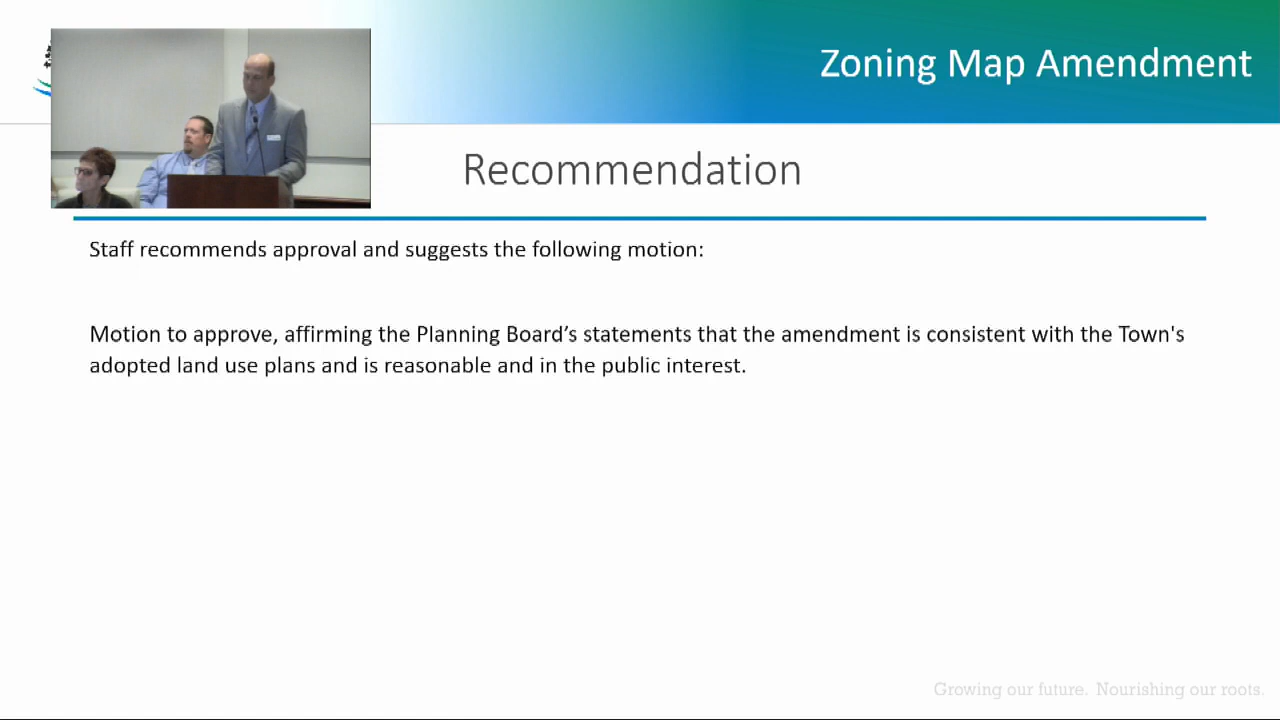 Zoning Map Amendment
Recommendation
Staff recommends approval and suggests the following motion:
Motion to approve, affirming the Planning Board’s statements that the amendment is consistent with the Town's
adopted land use plans and is reasonable and in the public interest.
Growing our future. Nourishing our roots.